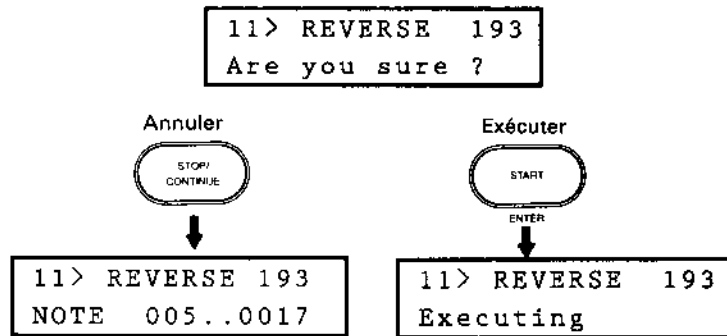 11> REVERSE 193
Are you sure ?
Annuler
Exécuter
STOP/
CONTINUE
START
ENTER
11> REVERSE 193
NOTE 005..0017
11> REVERSE 193
Executing